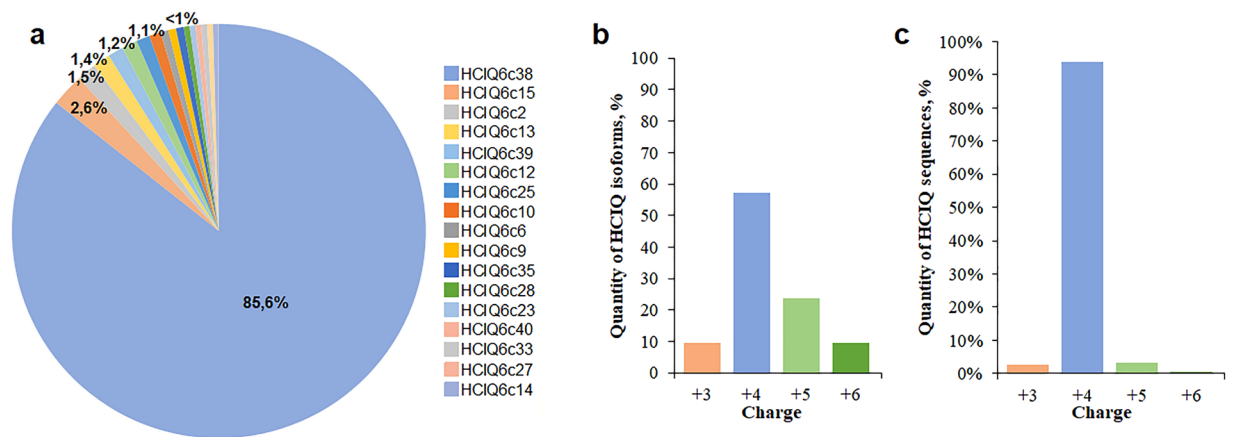 a
<1%
1,1%
1,2%
1,4%
1,5%
2,6%
85,6%
HCIQ6c38
HCIQ6c15
HCIQ6c2
HCIQ6c13
HCIQ6c39
HCIQ6c12
HCIQ6c25
HCIQ6c10
HCIQ6c6
HCIQ6c9
HCIQ6c35
HCIQ6c28
HCIQ6c23
HCIQ6c40
HCIQ6c33
HCIQ6c27
HCIQ6c14
b
Quantity of HCIQ isoforms, %
100
90
80
70
60
50
40
30
20
10
0
+3 +4 +5 +6
Charge
c
Quantity of HCIQ sequences, %
100%
90%
80%
70%
60%
50%
40%
30%
20%
10%
0%
+3 +4 +5 +6
Charge